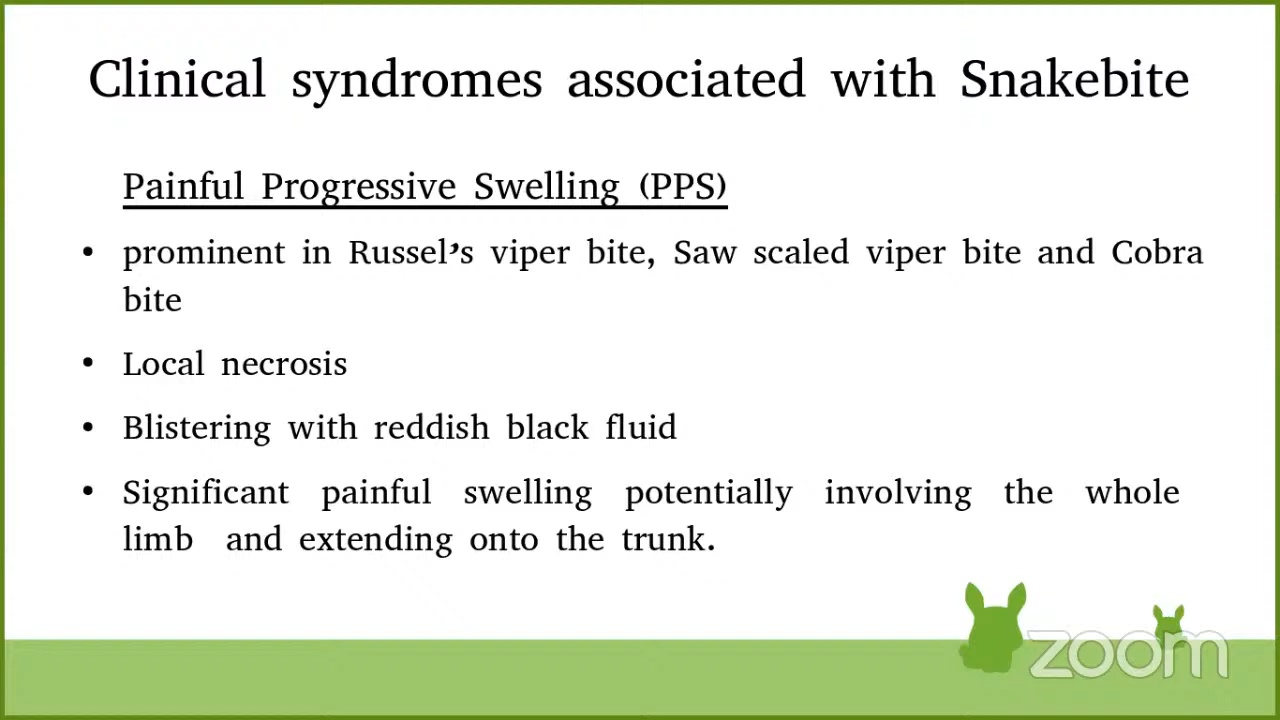 Clinical syndromes associated with Snakebite
Painful Progressive Swelling (PPS)
• prominent in Russel’s viper bite, Saw scaled viper bite and Cobra
bite
• Local necrosis
• Blistering with reddish black fluid
• Significant painful swelling potentially involving the whole
limb and extending onto the trunk.
zoom